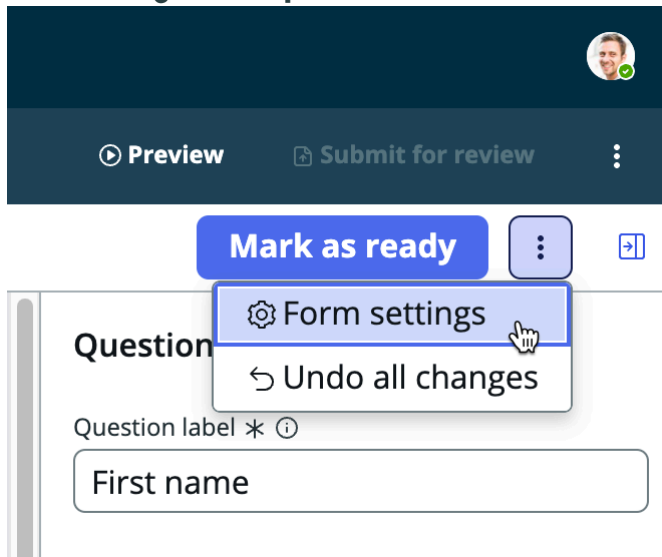 Preview Submit for review
Mark as ready
Form settings
Question
Undo all changes
Question label *
First name